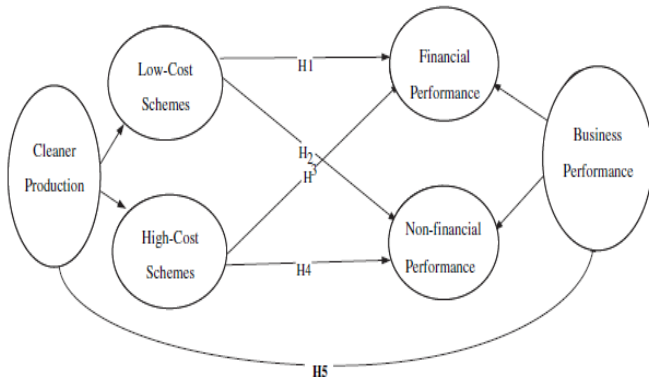 Low-Cost
Schemes
H1
Financial
Performance
Cleaner
Production
H2
H3
Business
Performance
High-Cost
Schemes
H4
Non-financial
Performance
H5